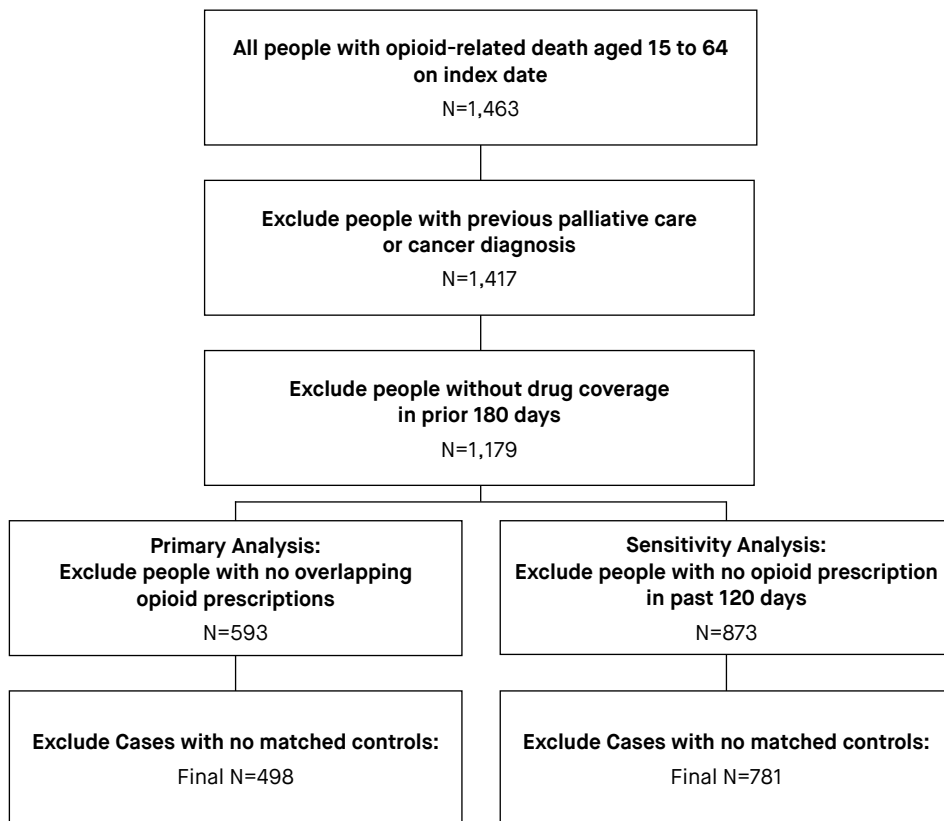 All people with opioid-related death aged 15 to 64
on index date
N=1,463
Exclude people with previous palliative care
or cancer diagnosis
N=1,417
Exclude people without drug coverage
in prior 180 days
N=1,179
Primary Analysis:
Exclude people with no overlapping
opioid prescriptions
N=593
Sensitivity Analysis:
Exclude people with no opioid prescription
in past 120 days
N=873
Exclude Cases with no matched controls:
Final N=498
Exclude Cases with no matched controls:
Final N=781